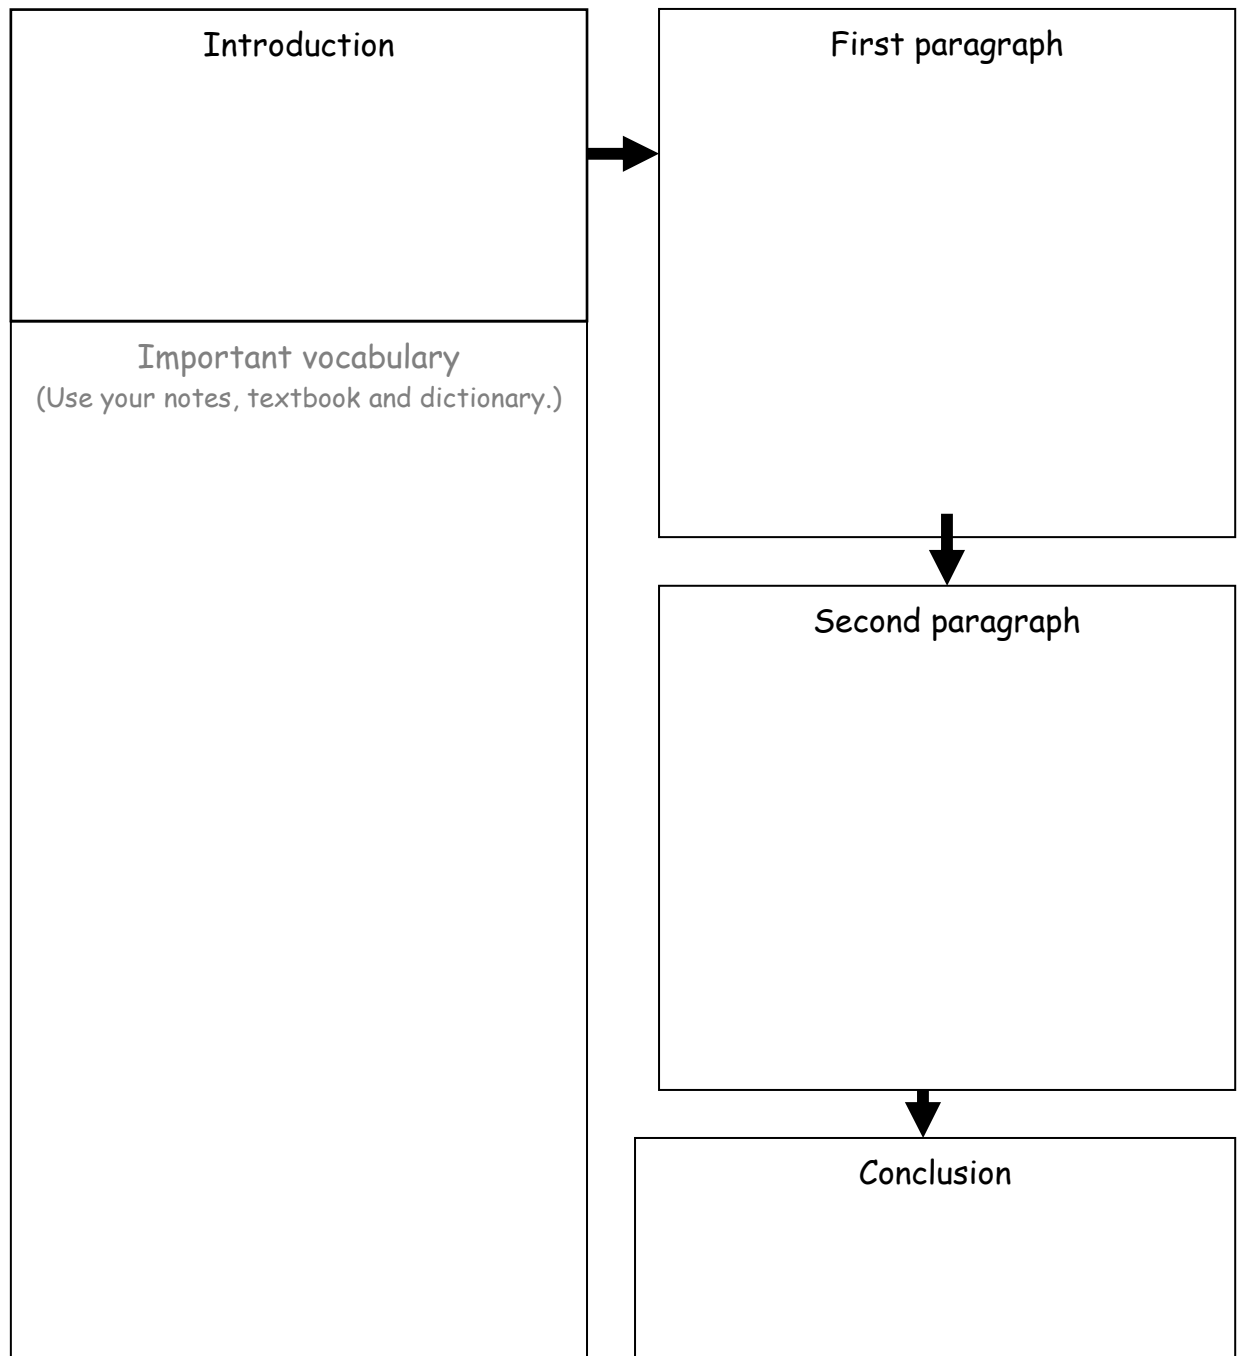 Introduction
Important vocabulary
(Use your notes, textbook and dictionary.)
First paragraph
Second paragraph
Conclusion